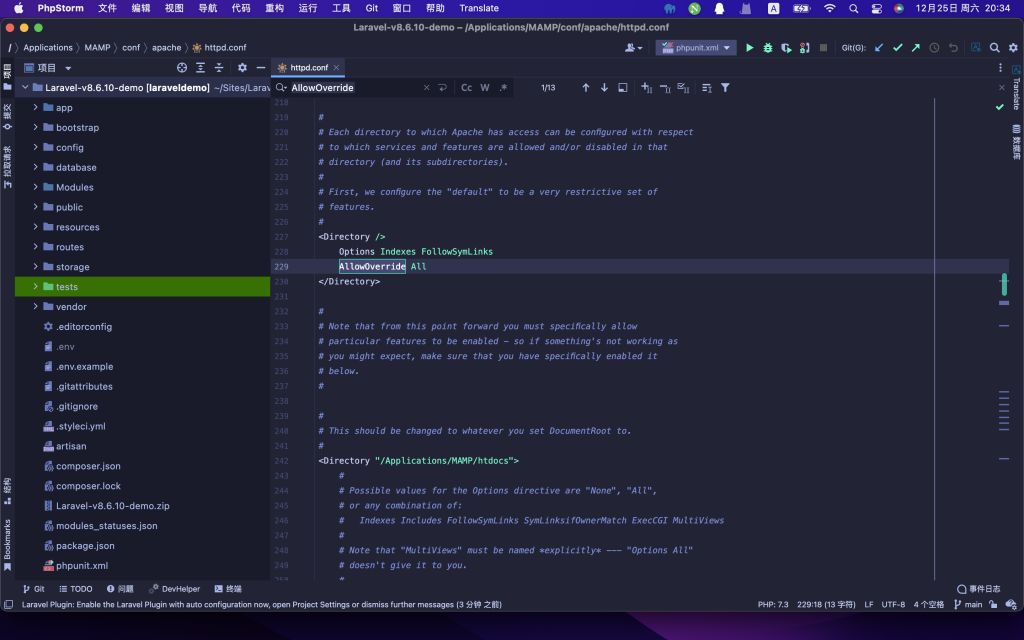 PhpStorm 文件 编辑 视图 导航 代码 重构 运行 工具 Git 窗口 帮助 Translate A 12月25日 周六 20:34
Laravel-v8.6.10-demo – /Applications/MAMP/conf/apache/httpd.conf
/ Applications MAMP conf apache httpd.conf phpunit.xml Git(G):
项目 httpd.conf
Laravel-v8.6.10-demo [laraveldemo] ~/Sites/Larav
AllowOverride Cc W .* 1/13
app
bootstrap
config
database
Modules
public
resources
routes
storage
tests
vendor
.editorconfig
.env
.env.example
.gitattributes
.gitignore
.styleci.yml
artisan
composer.json
composer.lock
Laravel-v8.6.10-demo.zip
modules_statuses.json
package.json
phpunit.xml
项目
提交
拉取请求
结构
Bookmarks
218
219 #
220 # Each directory to which Apache has access can be configured with respect
221 # to which services and features are allowed and/or disabled in that
222 # directory (and its subdirectories).
223 #
224 # First, we configure the "default" to be a very restrictive set of
225 # features.
226 #
227 <Directory />
228 Options Indexes FollowSymLinks
229 AllowOverride All
230 </Directory>
231
232 #
233 # Note that from this point forward you must specifically allow
234 # particular features to be enabled - so if something's not working as
235 # you might expect, make sure that you have specifically enabled it
236 # below.
237 #
238
239 #
240 # This should be changed to whatever you set DocumentRoot to.
241 #
242 <Directory "/Applications/MAMP/htdocs">
243 #
244 # Possible values for the Options directive are "None", "All",
245 # or any combination of:
246 #   Indexes Includes FollowSymLinks SymLinksifOwnerMatch ExecCGI MultiViews
247 #
248 # Note that "MultiViews" must be named *explicitly* --- "Options All"
249 # doesn't give it to you.
250 #
Translate
数据库
Git TODO 问题 DevHelper 终端 事件日志
Laravel Plugin: Enable the Laravel Plugin with auto configuration now, open Project Settings or dismiss further messages (3 分钟 之前) PHP: 7.3 229:18 (13 字符) LF UTF-8 4 个空格 main